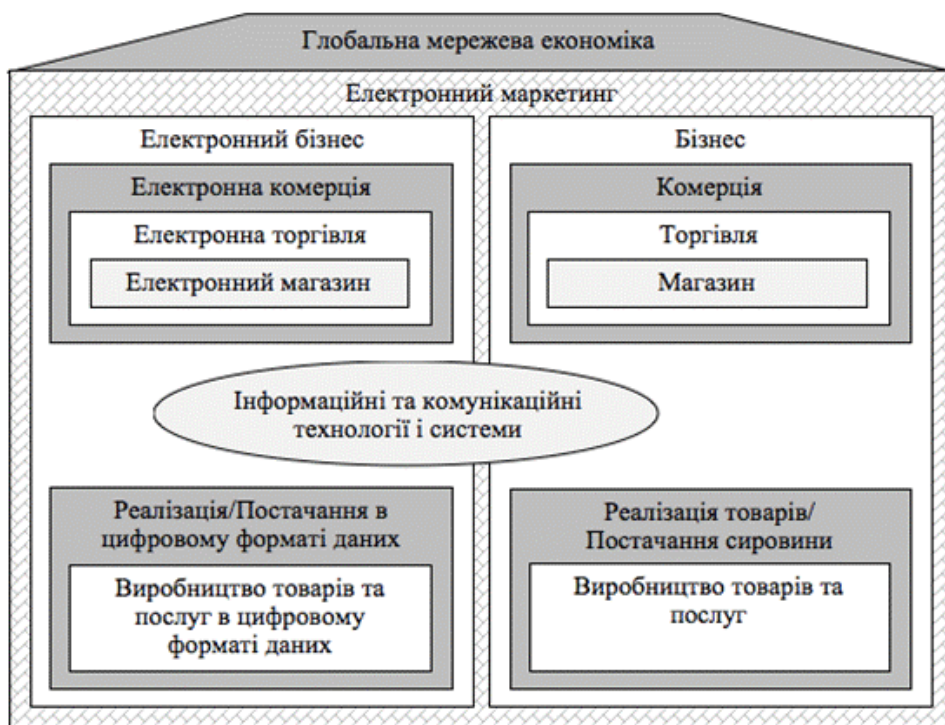 Глобальна мережева економіка
Електронний маркетинг
Електронний бізнес
Електронна комерція
Електронна торгівля
Електронний магазин
Бізнес
Комерція
Торгівля
Магазин
Інформаційні та комунікаційні
технології і системи
Реалізація/Постачання в
цифровому форматі даних
Виробництво товарів та
послуг в цифровому
форматі даних
Реалізація товарів/
Постачання сировини
Виробництво товарів та
послуг